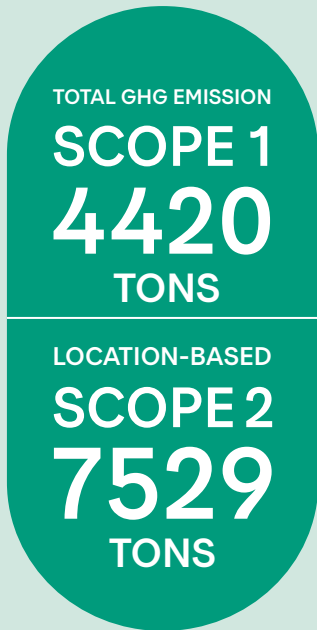 TOTAL GHG EMISSION
SCOPE 1
4420
TONS
LOCATION-BASED
SCOPE 2
7529
TONS